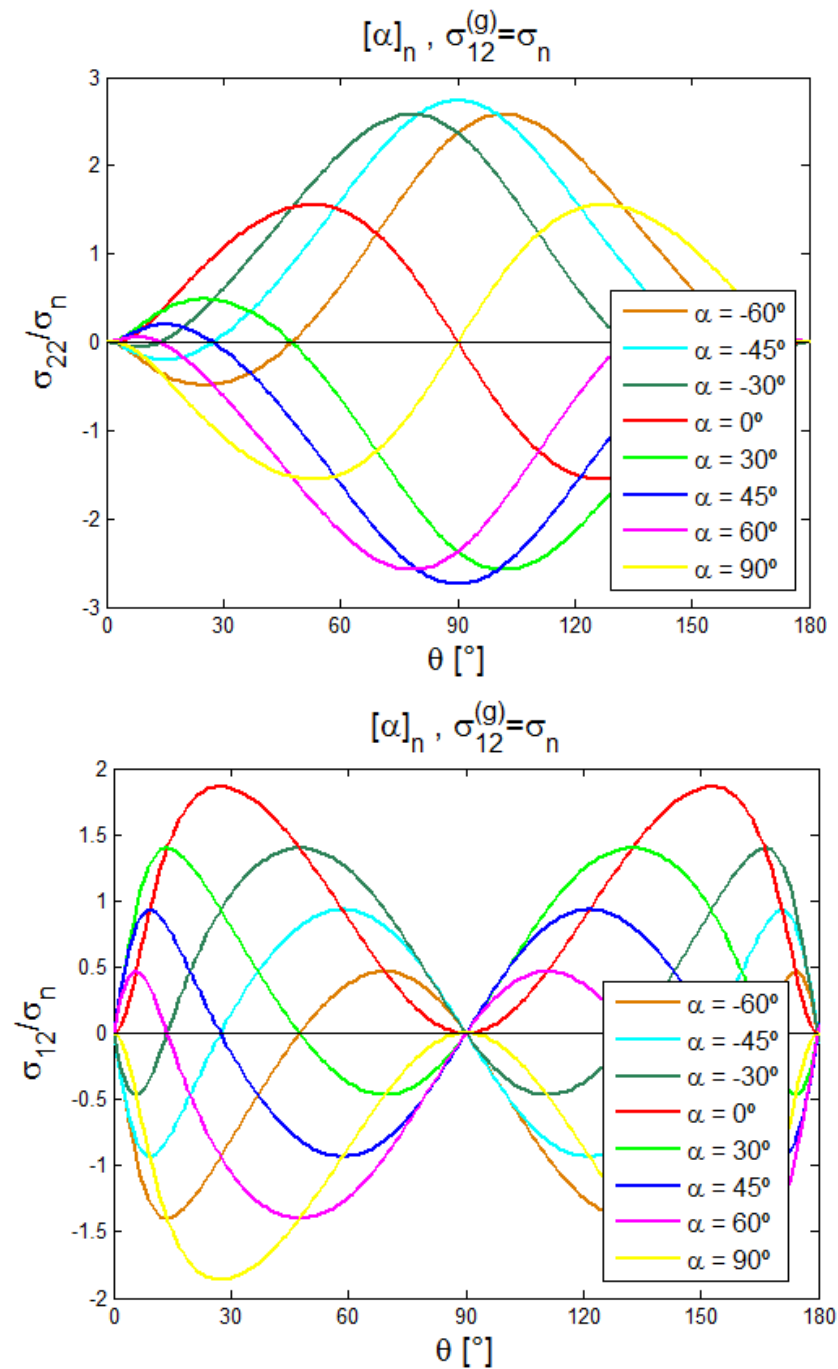 [α]n , σ12(g)=σn
3
2
1
0
-1
-2
-3
σ22/σn
0
30
60
90
120
150
180
θ [°]
α = -60º
α = -45º
α = -30º
α = 0º
α = 30º
α = 45º
α = 60º
α = 90º
[α]n , σ12(g)=σn
2
1.5
1
0.5
0
-0.5
-1
-1.5
-2
σ12/σn
0
30
60
90
120
150
180
θ [°]
α = -60º
α = -45º
α = -30º
α = 0º
α = 30º
α = 45º
α = 60º
α = 90º